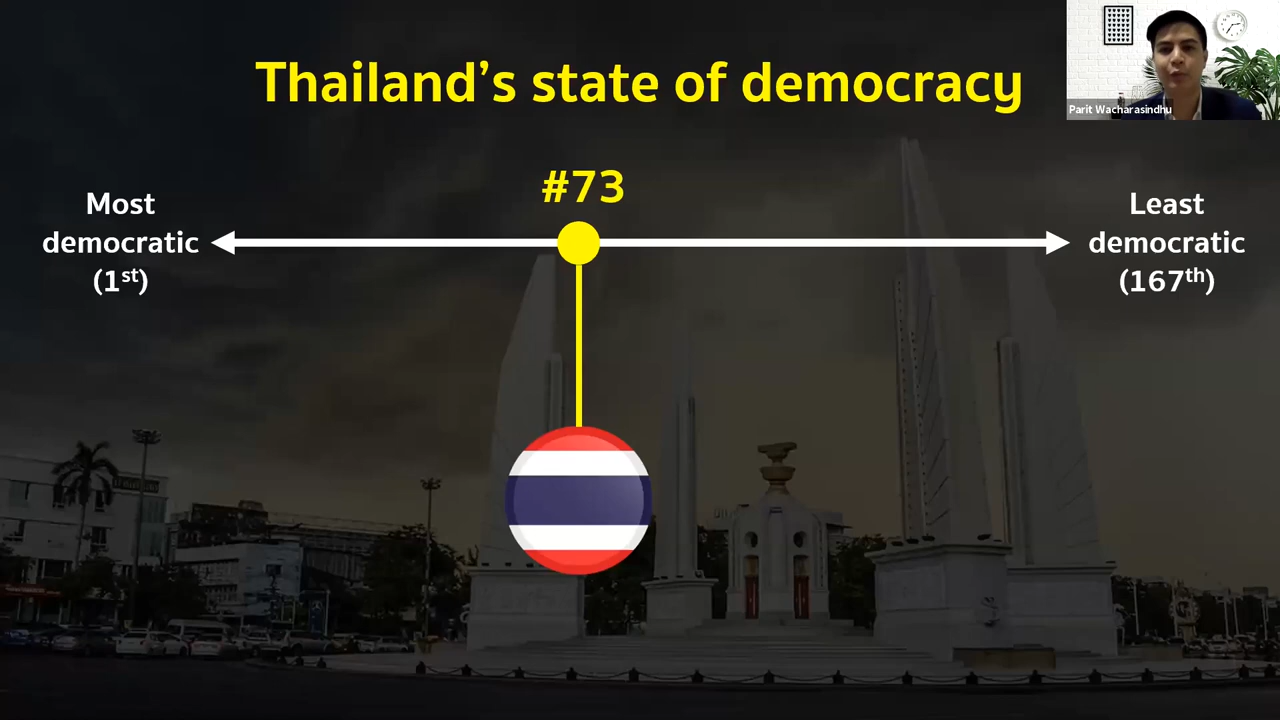 Thailand’s state of democracy
Parit Wacharasindhu
#73
Most
democratic
(1st)
Least
democratic
(167th)